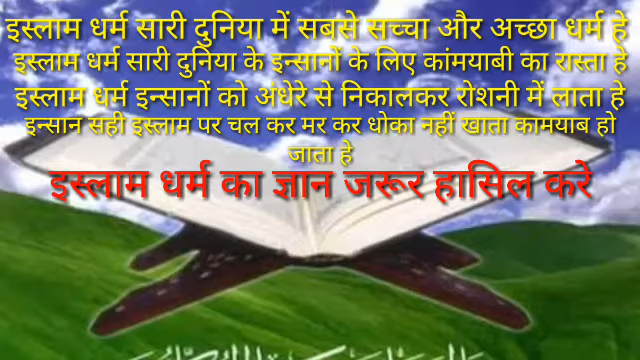 इस्लाम धर्म सारी दुनिया में सबसे सच्चा और अच्छा धर्म हे
इस्लाम धर्म सारी दुनिया के इन्सानों के लिए कांमयाबी का रास्ता हे
इस्लाम धर्म इन्सानों को अंधेरे से निकालकर रोशनी में लाता हे
इन्सान सही इस्लाम पर चल कर मर कर धोका नहीं खाता कामयाब हो
जाता हे
इस्लाम धर्म का ज्ञान जरूर हासिल करे